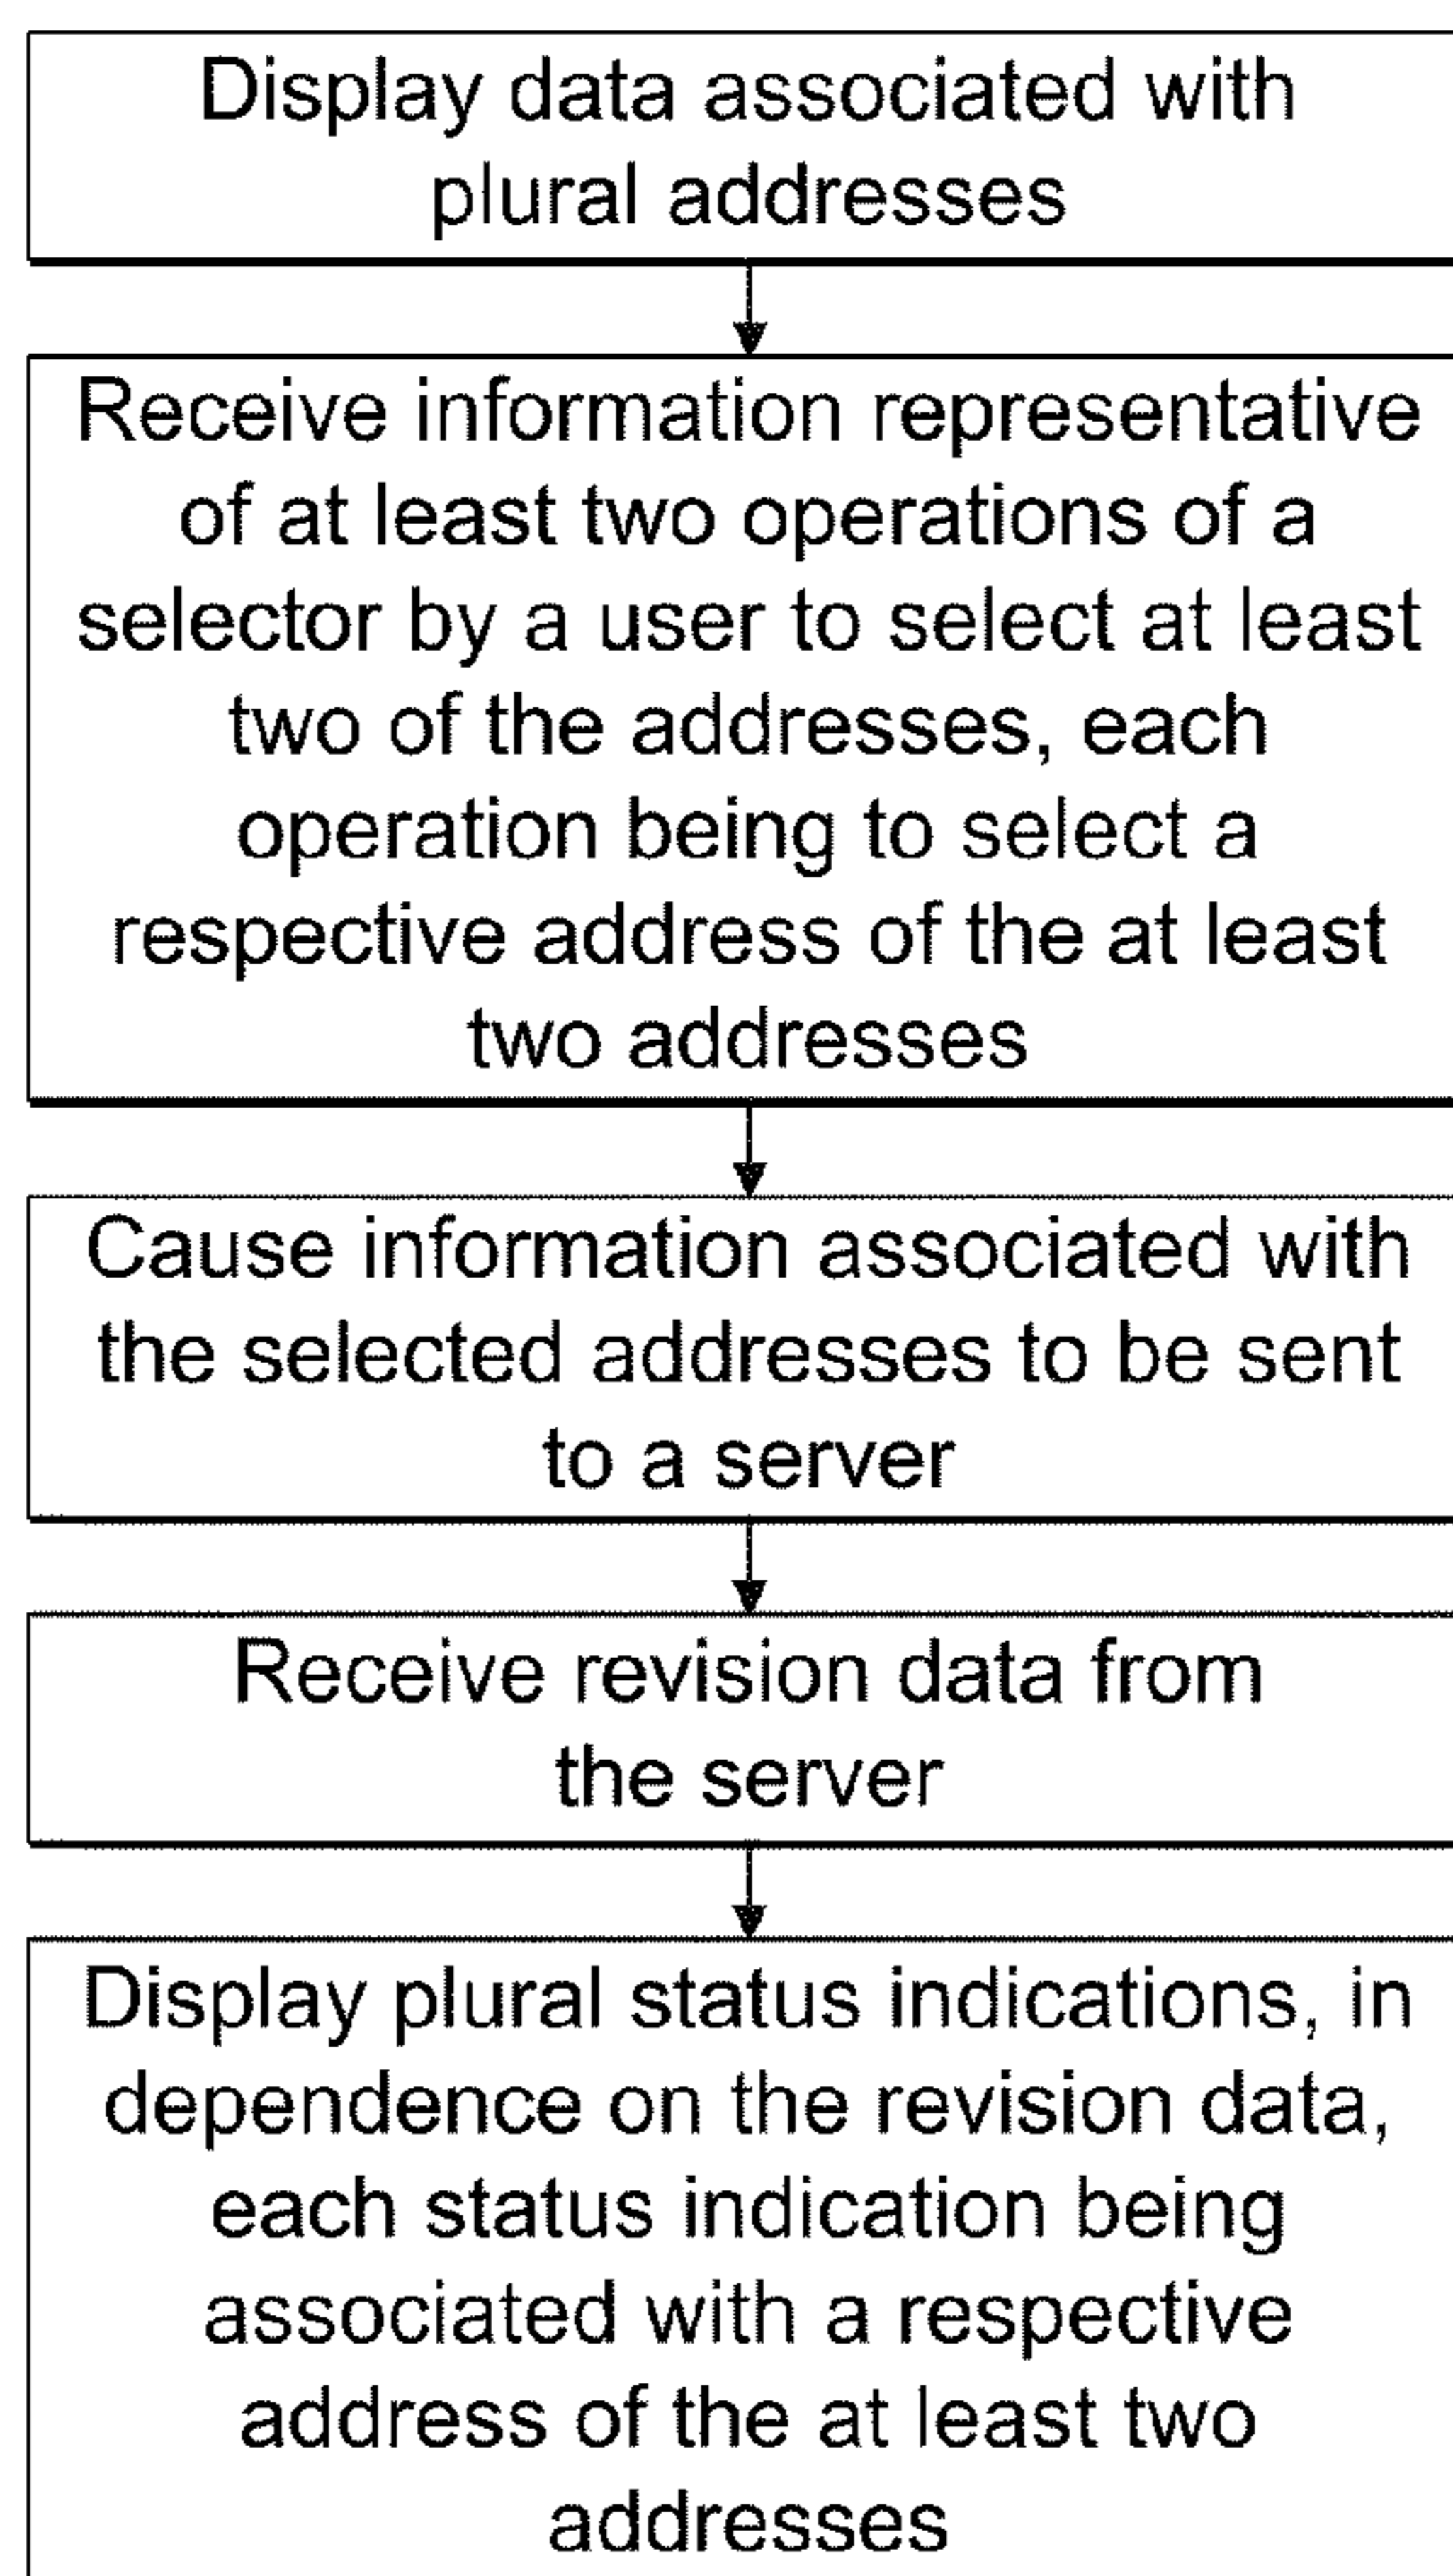 Display data associated with
plural addresses
Receive information representative
of at least two operations of a
selector by a user to select at least
two of the addresses, each
operation being to select a
respective address of the at least
two addresses
Cause information associated with
the selected addresses to be sent
to a server
Receive revision data from
the server
Display plural status indications, in
dependence on the revision data,
each status indication being
associated with a respective
address of the at least two
addresses